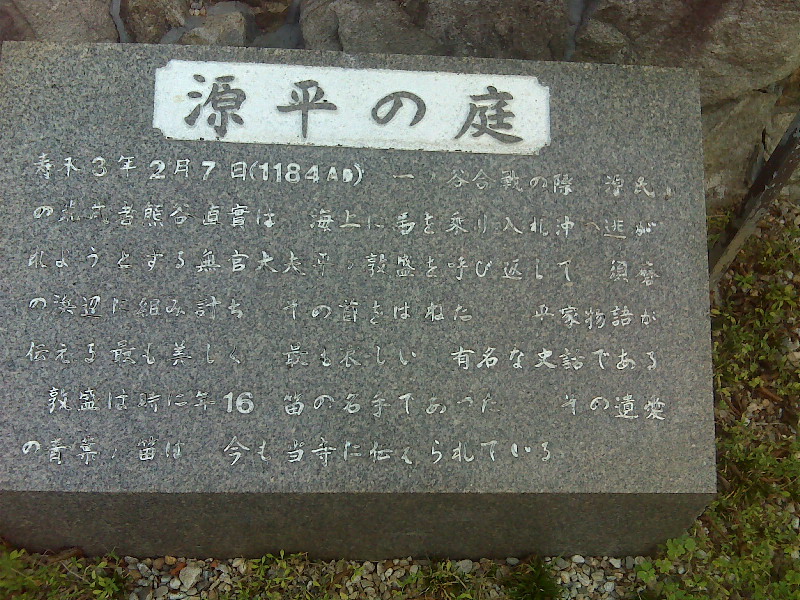 源平の庭
寿永3年2月7日(1184AD) 一ノ谷合戦の際 源氏
の荒武者熊谷直實は 海上に馬を乗り入れ沖へ逃が
れようとする無官大夫平ノ敦盛を呼び返して 須磨
の浜辺に組み討ち その首をはねた 平家物語が
伝える最も美しく 最も哀しい 有名な史話である
敦盛は時に年16 笛の名手であった その遺愛
の青葉ノ笛は 今も当寺に伝えられている